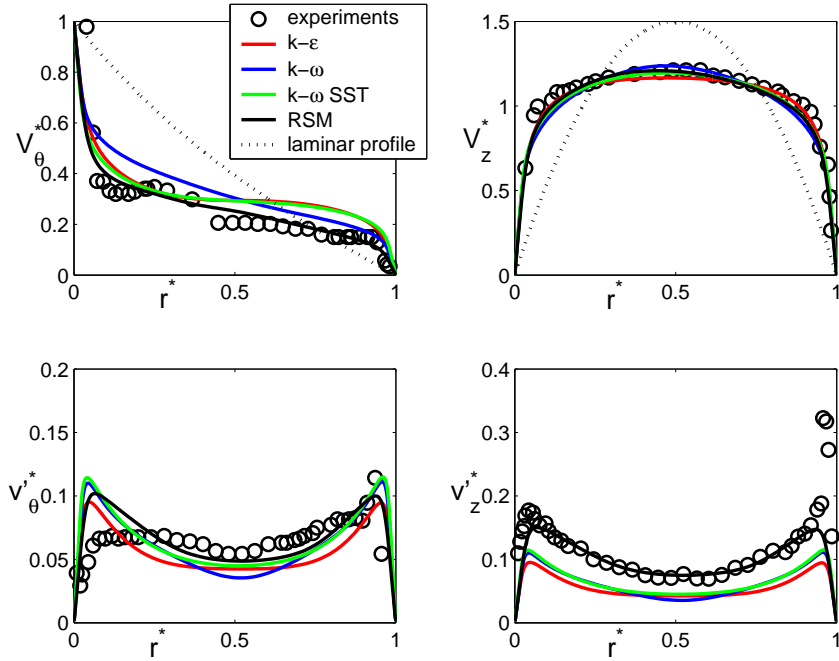 experiments
k−ε
k−ω
k−ω SST
RSM
laminar profile
1
0.8
0.6
0.4
0.2
0
V*θ
0 0.5 1
r*
1.5
1
0.5
0
V*z
0 0.5 1
r*
0.2
0.15
0.1
0.05
0
v'*θ
0 0.5 1
r*
0.4
0.3
0.2
0.1
0
v'*z
0 0.5 1
r*